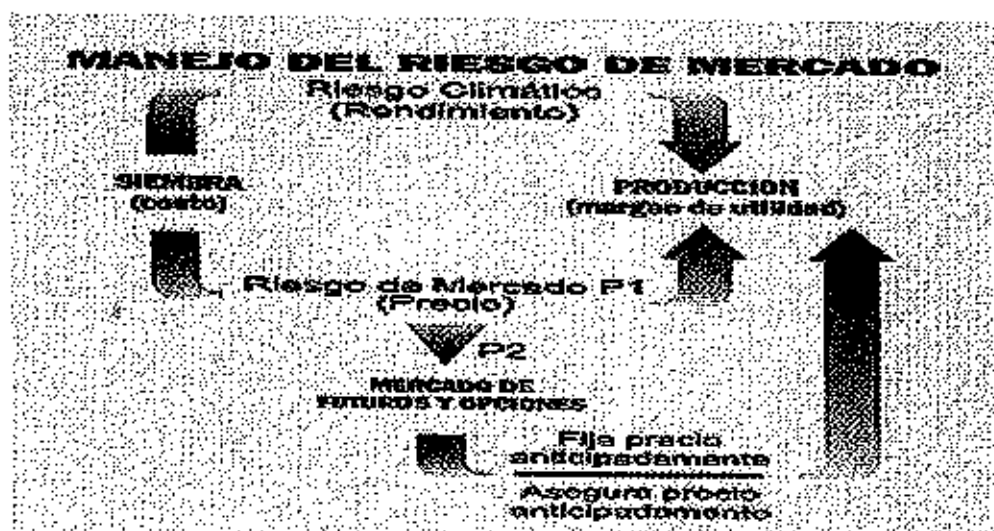 MANEJO DEL RIESGO DE MERCADO
Riesgo Climático
(Rendimiento)
SIEMBRA
(costo)
PRODUCCION
(margen de utilidad)
Riesgo de Mercado P1
(Precio)
P2
MERCADO DE
FUTUROS Y OPCIONES
Fija precio
anticipadamente
Asegura precio
anticipadamente